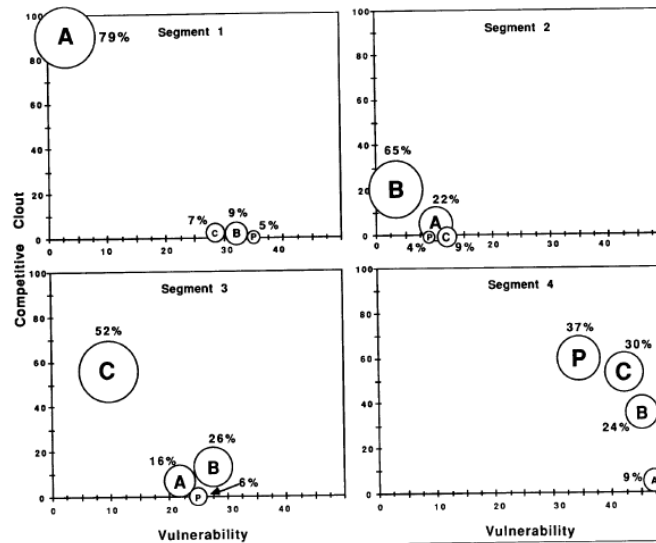 100
A
79%
Segment 1
80
60
40
20
7%
9%
5%
C
B
P
0
10
20
30
40
100
Segment 2
80
60
40
65%
B
20
22%
A
P
C
4%
9%
0
0
10
20
30
40
Competitive Clout
100
Segment 3
80
52%
60
C
40
26%
20
16%
B
A
6%
P
0
0
10
20
30
40
Vulnerability
100
Segment 4
80
37%
30%
60
P
C
40
B
24%
20
9%
A
0
0
10
20
30
40
Vulnerability